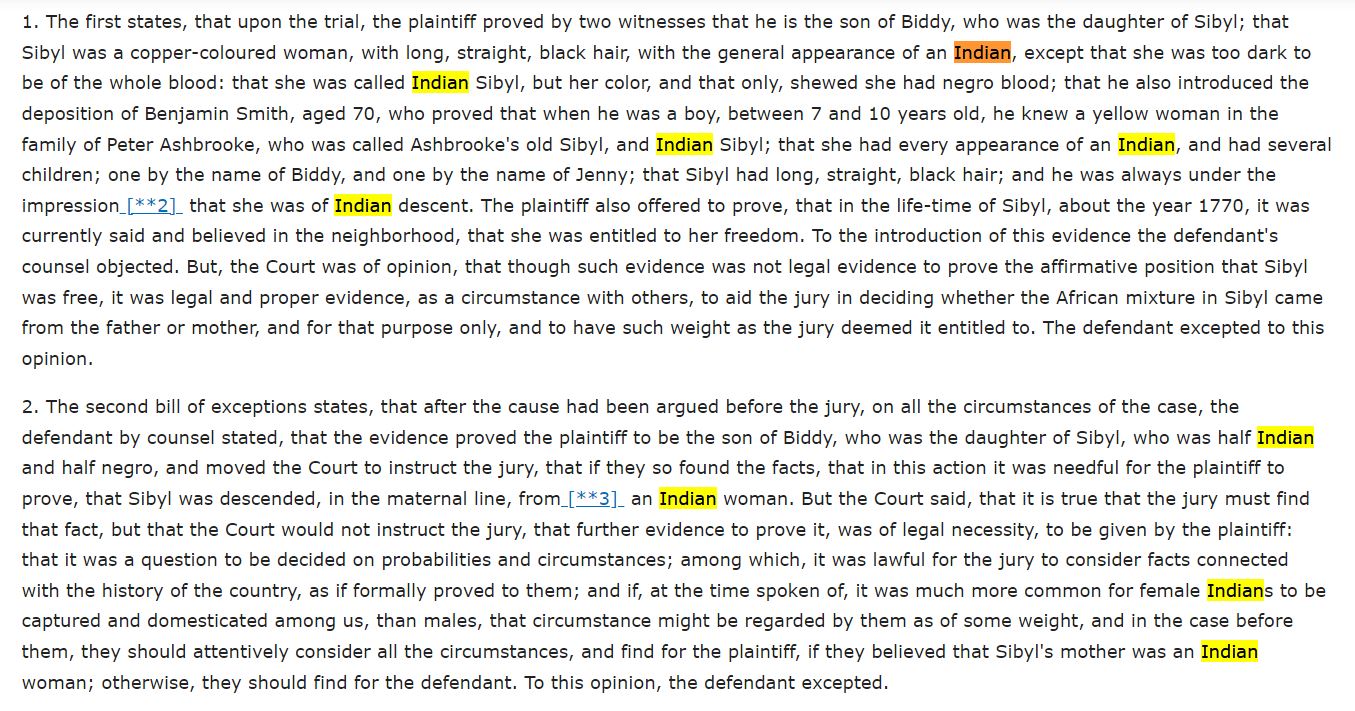 1. The first states, that upon the trial, the plaintiff proved by two witnesses that he is the son of Biddy, who was the daughter of Sibyl; that
Sibyl was a copper-coloured woman, with long, straight, black hair, with the general appearance of an Indian, except that she was too dark to
be of the whole blood: that she was called Indian Sibyl, but her color, and that only, shewed she had negro blood; that he also introduced the
deposition of Benjamin Smith, aged 70, who proved that when he was a boy, between 7 and 10 years old, he knew a yellow woman in the
family of Peter Ashbrooke, who was called Ashbrooke's old Sibyl, and Indian Sibyl; that she had every appearance of an Indian, and had several
children; one by the name of Biddy, and one by the name of Jenny; that Sibyl had long, straight, black hair; and he was always under the
impression [**2] that she was of Indian descent. The plaintiff also offered to prove, that in the life-time of Sibyl, about the year 1770, it was
currently said and believed in the neighborhood, that she was entitled to her freedom. To the introduction of this evidence the defendant's
counsel objected. But, the Court was of opinion, that though such evidence was not legal evidence to prove the affirmative position that Sibyl
was free, it was legal and proper evidence, as a circumstance with others, to aid the jury in deciding whether the African mixture in Sibyl came
from the father or mother, and for that purpose only, and to have such weight as the jury deemed it entitled to. The defendant excepted to this
opinion.
2. The second bill of exceptions states, that after the cause had been argued before the jury, on all the circumstances of the case, the
defendant by counsel stated, that the evidence proved the plaintiff to be the son of Biddy, who was the daughter of Sibyl, who was half Indian
and half negro, and moved the Court to instruct the jury, that if they so found the facts, that in this action it was needful for the plaintiff to
prove, that Sibyl was descended, in the maternal line, from [**3] an Indian woman. But the Court said, that it is true that the jury must find
that fact, but that the Court would not instruct the jury, that further evidence to prove it, was of legal necessity, to be given by the plaintiff:
that it was a question to be decided on probabilities and circumstances; among which, it was lawful for the jury to consider facts connected
with the history of the country, as if formally proved to them; and if, at the time spoken of, it was much more common for female Indians to be
captured and domesticated among us, than males, that circumstance might be regarded by them as of some weight, and in the case before
them, they should attentively consider all the circumstances, and find for the plaintiff, if they believed that Sibyl's mother was an Indian
woman; otherwise, they should find for the defendant. To this opinion, the defendant excepted.